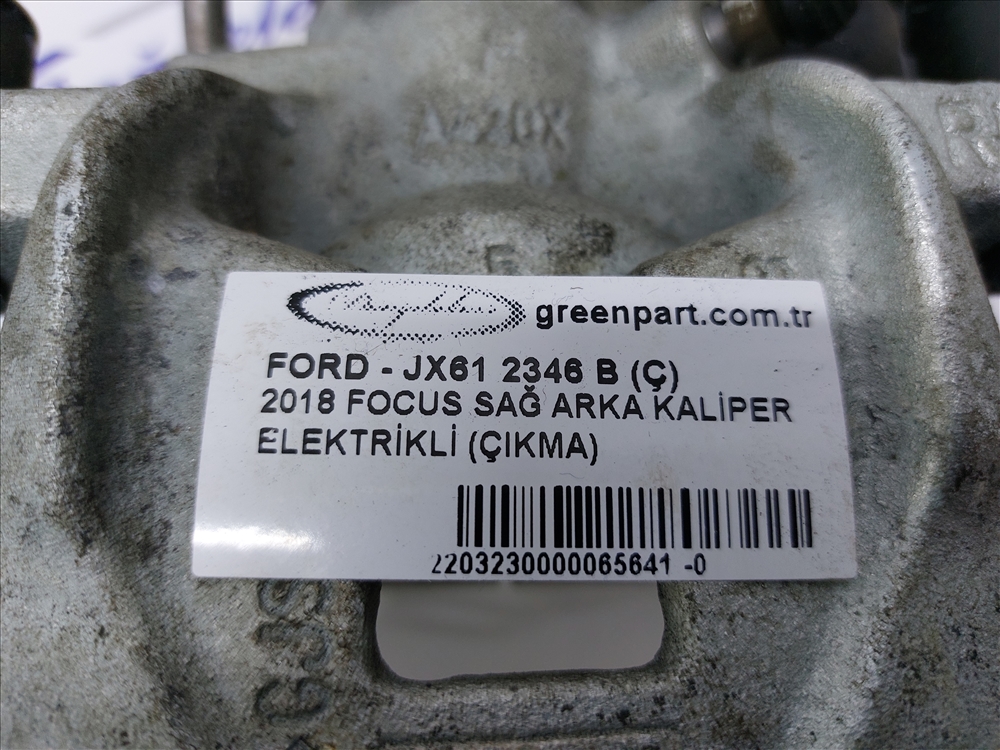 greenpart.com.tr
FORD - JX61 2346 B (Ç)
2018 FOCUS SAĞ ARKA KALİPER
ELEKTRİKLİ (ÇIKMA)
2203230000065641 -0